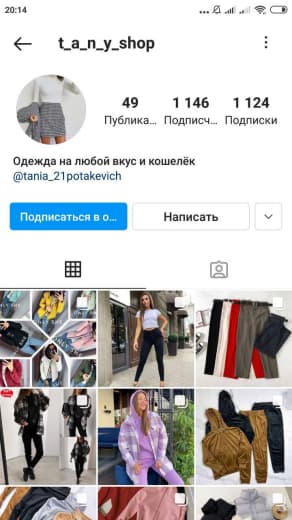 20:14
t_a_n_y_shop
49
1 146
1 124
Публика...
Подписч...
Подписки
Одежда на любой вкус и кошелёк
@tania_21potakevich
Подписаться в о...
Написать